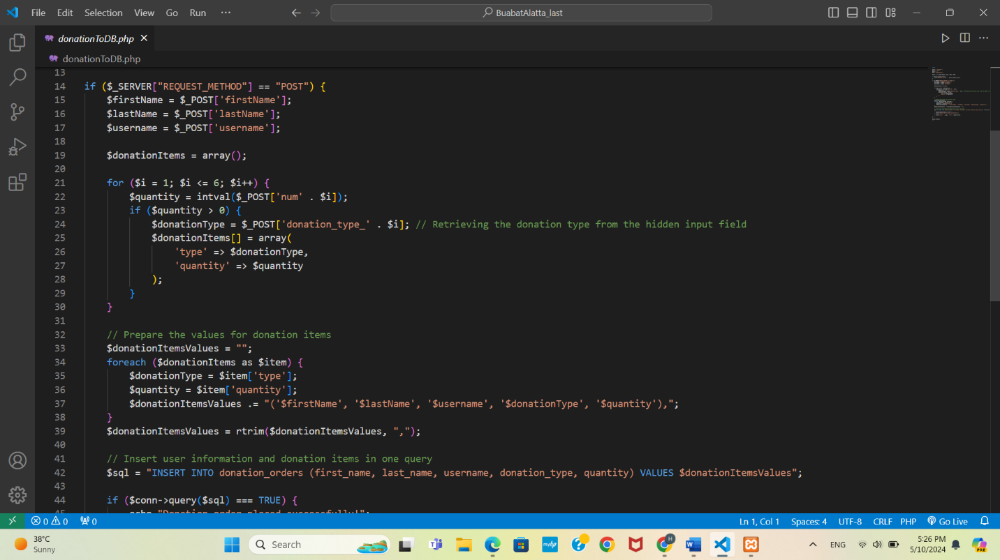 File Edit Selection View Go Run ··· BuabatAlatta_last
donationToDB.php
donationToDB.php
13
14 if ($_SERVER["REQUEST_METHOD"] == "POST") {
15 $firstName = $_POST['firstName'];
16 $lastName = $_POST['lastName'];
17 $username = $_POST['username'];
18
19 $donationItems = array();
20
21 for ($i = 1; $i <= 6; $i++) {
22 $quantity = intval($_POST['num' . $i]);
23 if ($quantity > 0) {
24 $donationType = $_POST['donation_type_' . $i]; // Retrieving the donation type from the hidden input field
25 $donationItems[] = array(
26 'type' => $donationType,
27 'quantity' => $quantity
28 );
29 }
30 }
31
32 // Prepare the values for donation items
33 $donationItemsValues = "";
34 foreach ($donationItems as $item) {
35 $donationType = $item['type'];
36 $quantity = $item['quantity'];
37 $donationItemsValues .= "('$firstName', '$lastName', '$username', '$donationType', '$quantity'),";
38 }
39 $donationItemsValues = rtrim($donationItemsValues, ",");
40
41 // Insert user information and donation items in one query
42 $sql = "INSERT INTO donation_orders (first_name, last_name, username, donation_type, quantity) VALUES $donationItemsValues";
43
44 if ($conn->query($sql) === TRUE) {
45 echo "Donation order placed successfully!";
0 0 0 Ln 1, Col 1 Spaces: 4 UTF-8 CRLF PHP Go Live
38°C
Sunny
Search
myhp
H
ENG
5:26 PM
5/10/2024
PRE